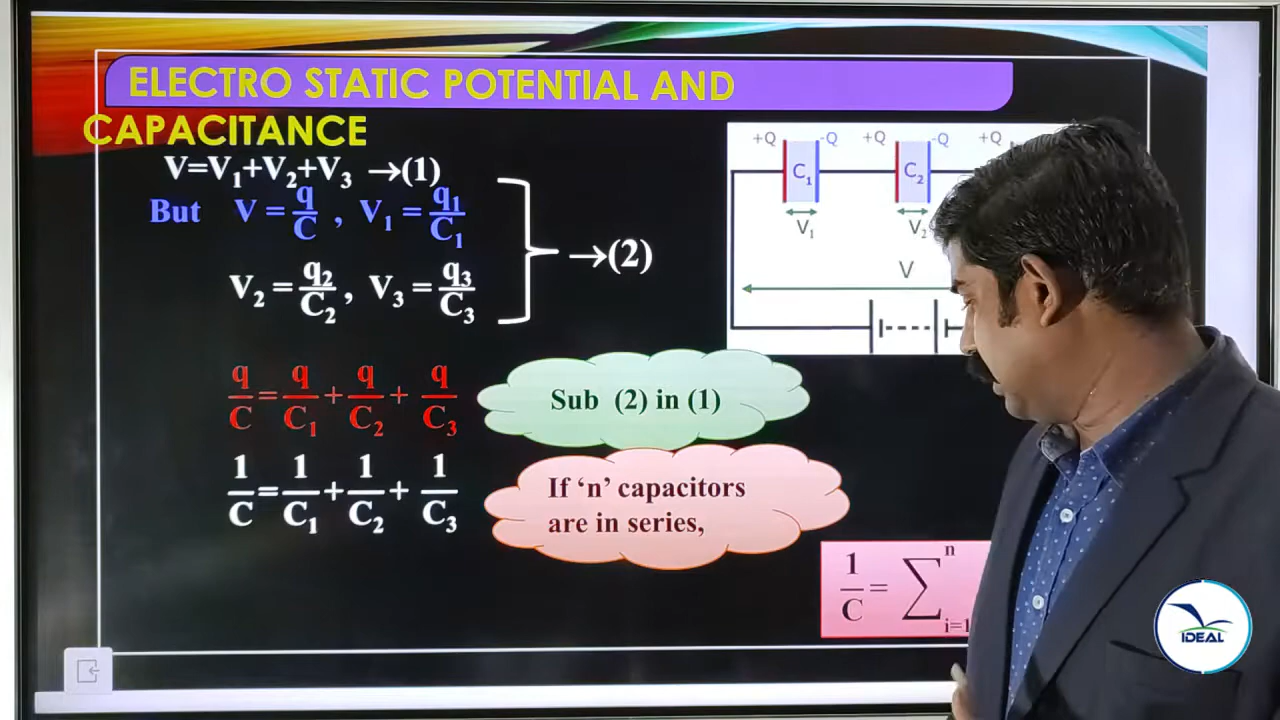 ELECTRO STATIC POTENTIAL AND
CAPACITANCE
V=V₁+V₂+V₃ →(1)
But V = q/C , V₁ = q₁/C₁
V₂ = q₂/C₂ , V₃ = q₃/C₃
→(2)
q/C = q/C₁ + q/C₂ + q/C₃
Sub (2) in (1)
1/C = 1/C₁ + 1/C₂ + 1/C₃
If ‘n’ capacitors
are in series,
1/C = ∑ n i=1
+Q -Q +Q -Q +Q
C₁ C₂
V₁ V₂
V
IDEAL